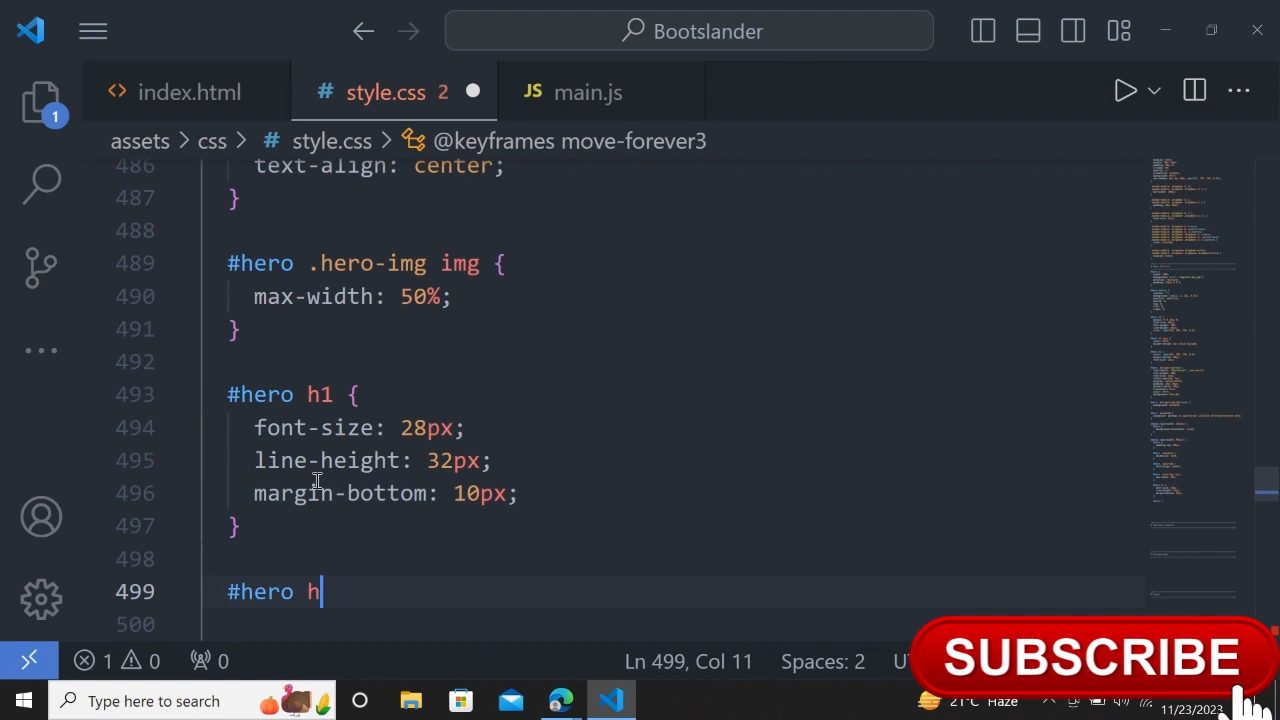 Bootslander
index.html
style.css 2
JS main.js
1
assets > css > # style.css > @keyframes move-forever3
486 text-align: center;
487 }
488
489 #hero .hero-img img {
490 max-width: 50%;
491 }
492
493 #hero h1 {
494 font-size: 28px;
495 line-height: 32px;
496 margin-bottom: 10px;
497 }
498
499 #hero h
500
1 0 0
Ln 499, Col 11 Spaces: 2
SUBSCRIBE
Type here to search
21°C Haze
11/23/2023